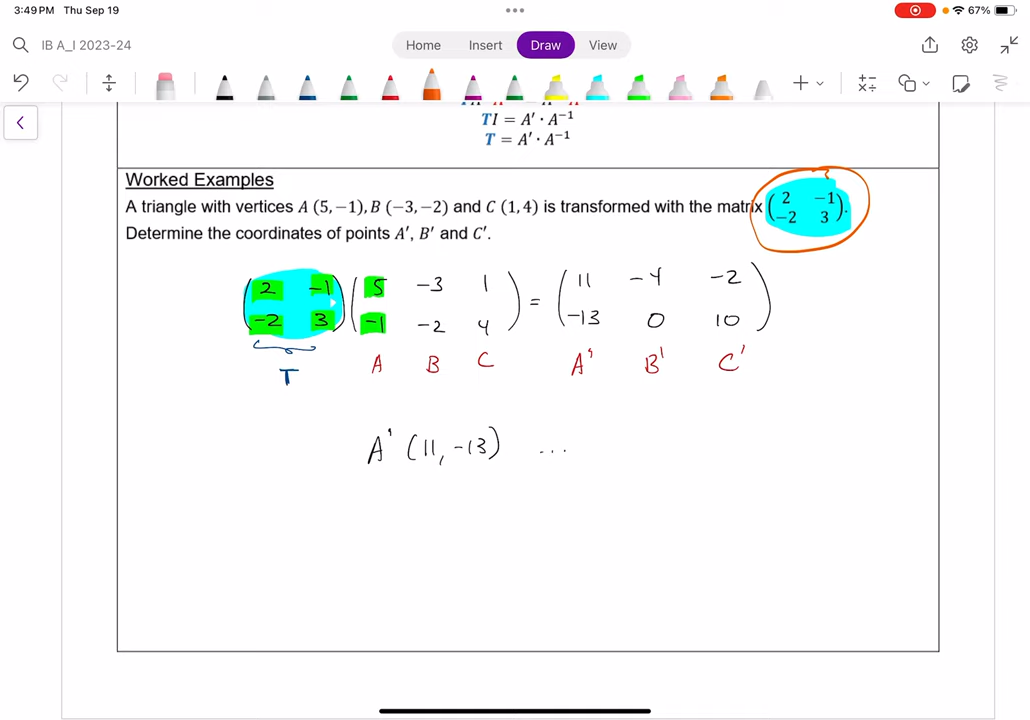 3:49 PM Thu Sep 19
67%
IB A_I 2023-24
Home Insert Draw View
TI = A′ · A⁻¹
T = A′ · A⁻¹
Worked Examples
A triangle with vertices A (5, −1), B (−3, −2) and C (1, 4) is transformed with the matrix (2 −1
−2 3).
Determine the coordinates of points A′, B′ and C′.
(2 -1) (5 -3 1) = (11 -4 -2)
(-2 3) (-1 -2 4) (-13 0 10)
T A B C A' B' C'
A' (11, -13) ...